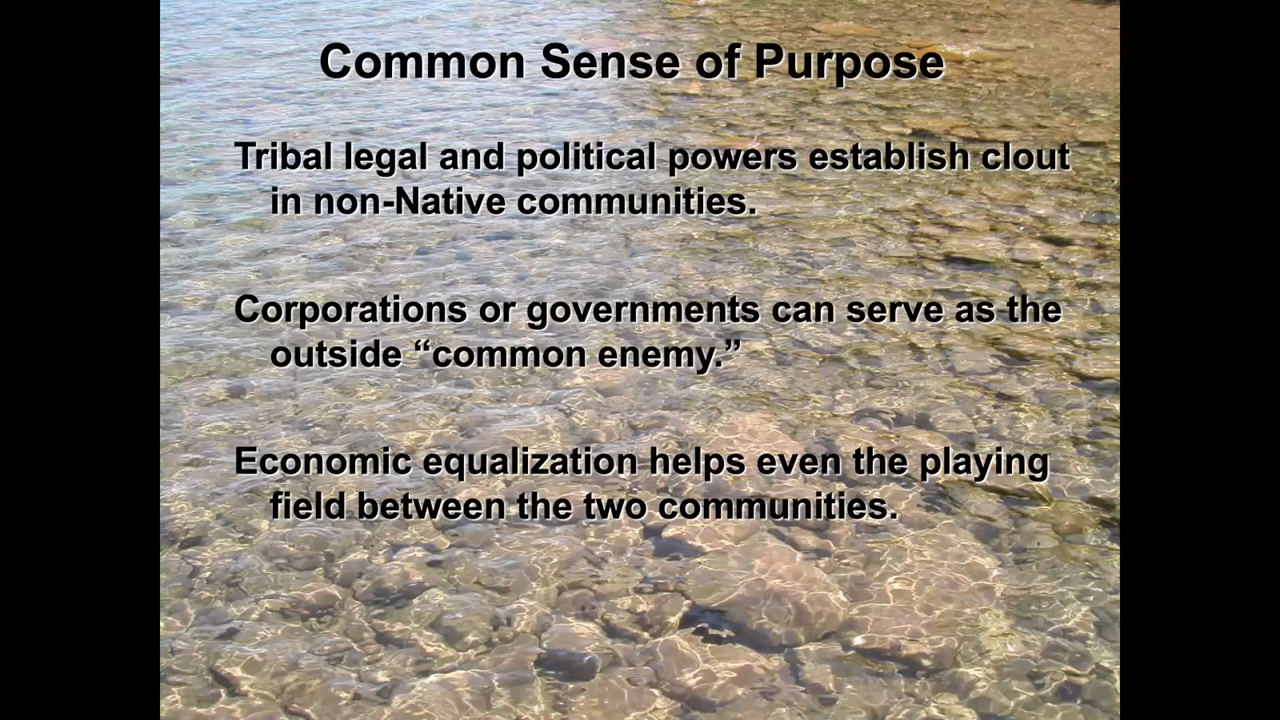 Common Sense of Purpose
Tribal legal and political powers establish clout
in non-Native communities.
Corporations or governments can serve as the
outside “common enemy.”
Economic equalization helps even the playing
field between the two communities.